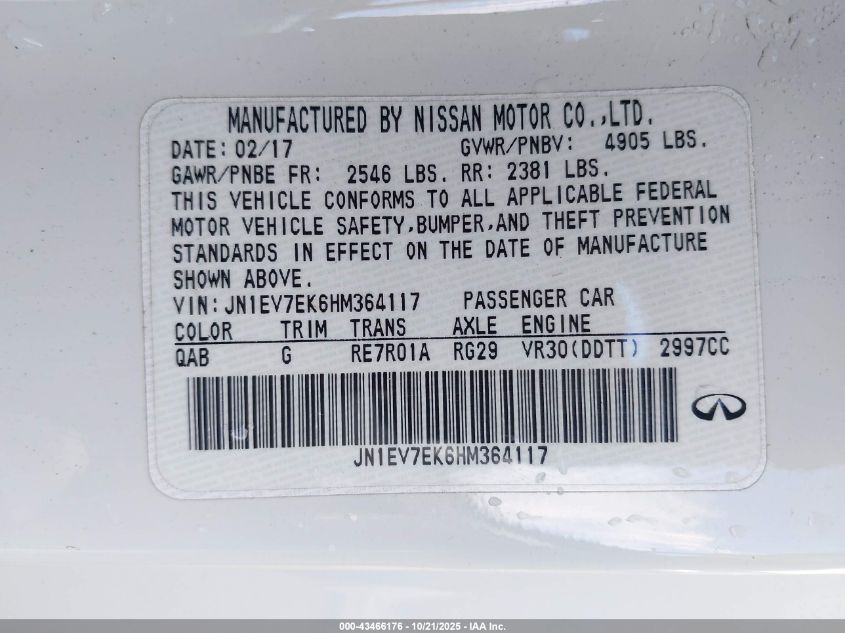 MANUFACTURED BY NISSAN MOTOR CO.,LTD.
DATE: 02/17 GVWR/PNBV: 4905 LBS.
GAWR/PNBE FR: 2546 LBS. RR: 2381 LBS.
THIS VEHICLE CONFORMS TO ALL APPLICABLE FEDERAL
MOTOR VEHICLE SAFETY,BUMPER,AND THEFT PREVENTION
STANDARDS IN EFFECT ON THE DATE OF MANUFACTURE
SHOWN ABOVE.
VIN: JN1EV7EK6HM364117 PASSENGER CAR
COLOR TRIM TRANS AXLE ENGINE
QAB G RE7R01A RG29 VR30(DDTT) 2997CC
JN1EV7EK6HM364117
000-43466176 - 10/21/2025 - IAA Inc.